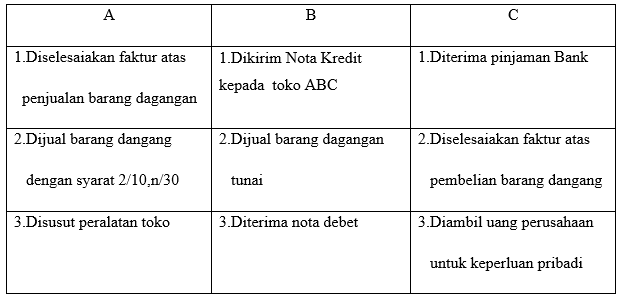 A
B
C
1.Diselesaiakan faktur atas
penjualan barang dagangan
1.Dikirim Nota Kredit
kepada toko ABC
1.Diterima pinjaman Bank
2.Dijual barang dangang
dengan syarat 2/10,n/30
2.Dijual barang dagangan
tunai
2.Diselesaiakan faktur atas
pembelian barang dangang
3.Disusut peralatan toko
3.Diterima nota debet
3.Diambil uang perusahaan
untuk keperluan pribadi